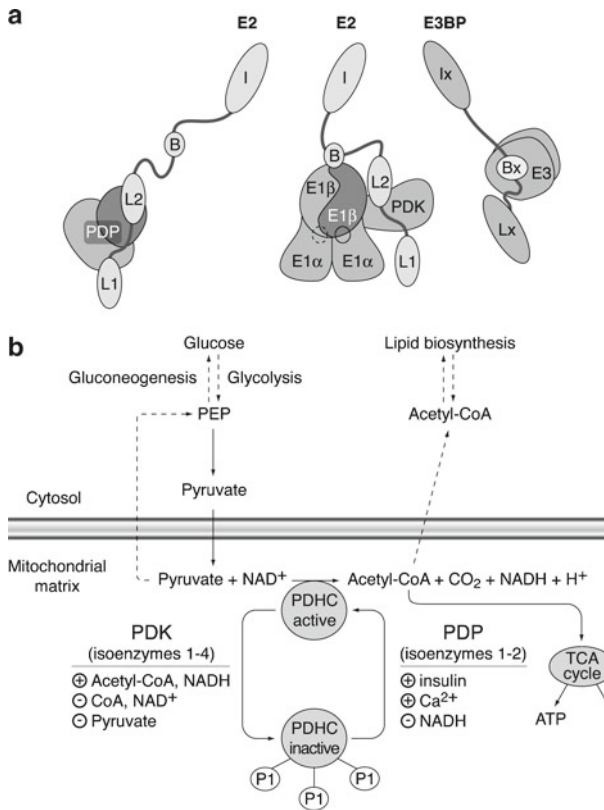 a
E2 E2 E3BP
I I Ix
B B Bx E3
L2 L2
E1β
E1β
PDP PDK
Lx
L1 E1α E1α L1
b
Glucose Lipid biosynthesis
Gluconeogenesis Glycolysis
PEP Acetyl-CoA
Pyruvate
Cytosol
Mitochondrial
matrix
Pyruvate + NAD⁺ Acetyl-CoA + CO₂ + NADH + H⁺
PDHC
active
PDK
(isoenzymes 1-4)
⊕ Acetyl-CoA, NADH
⊖ CoA, NAD⁺
⊖ Pyruvate
PDP
(isoenzymes 1-2)
⊕ insulin
⊕ Ca²⁺
⊖ NADH
TCA
cycle
ATP
PDHC
inactive
P1 P1 P1